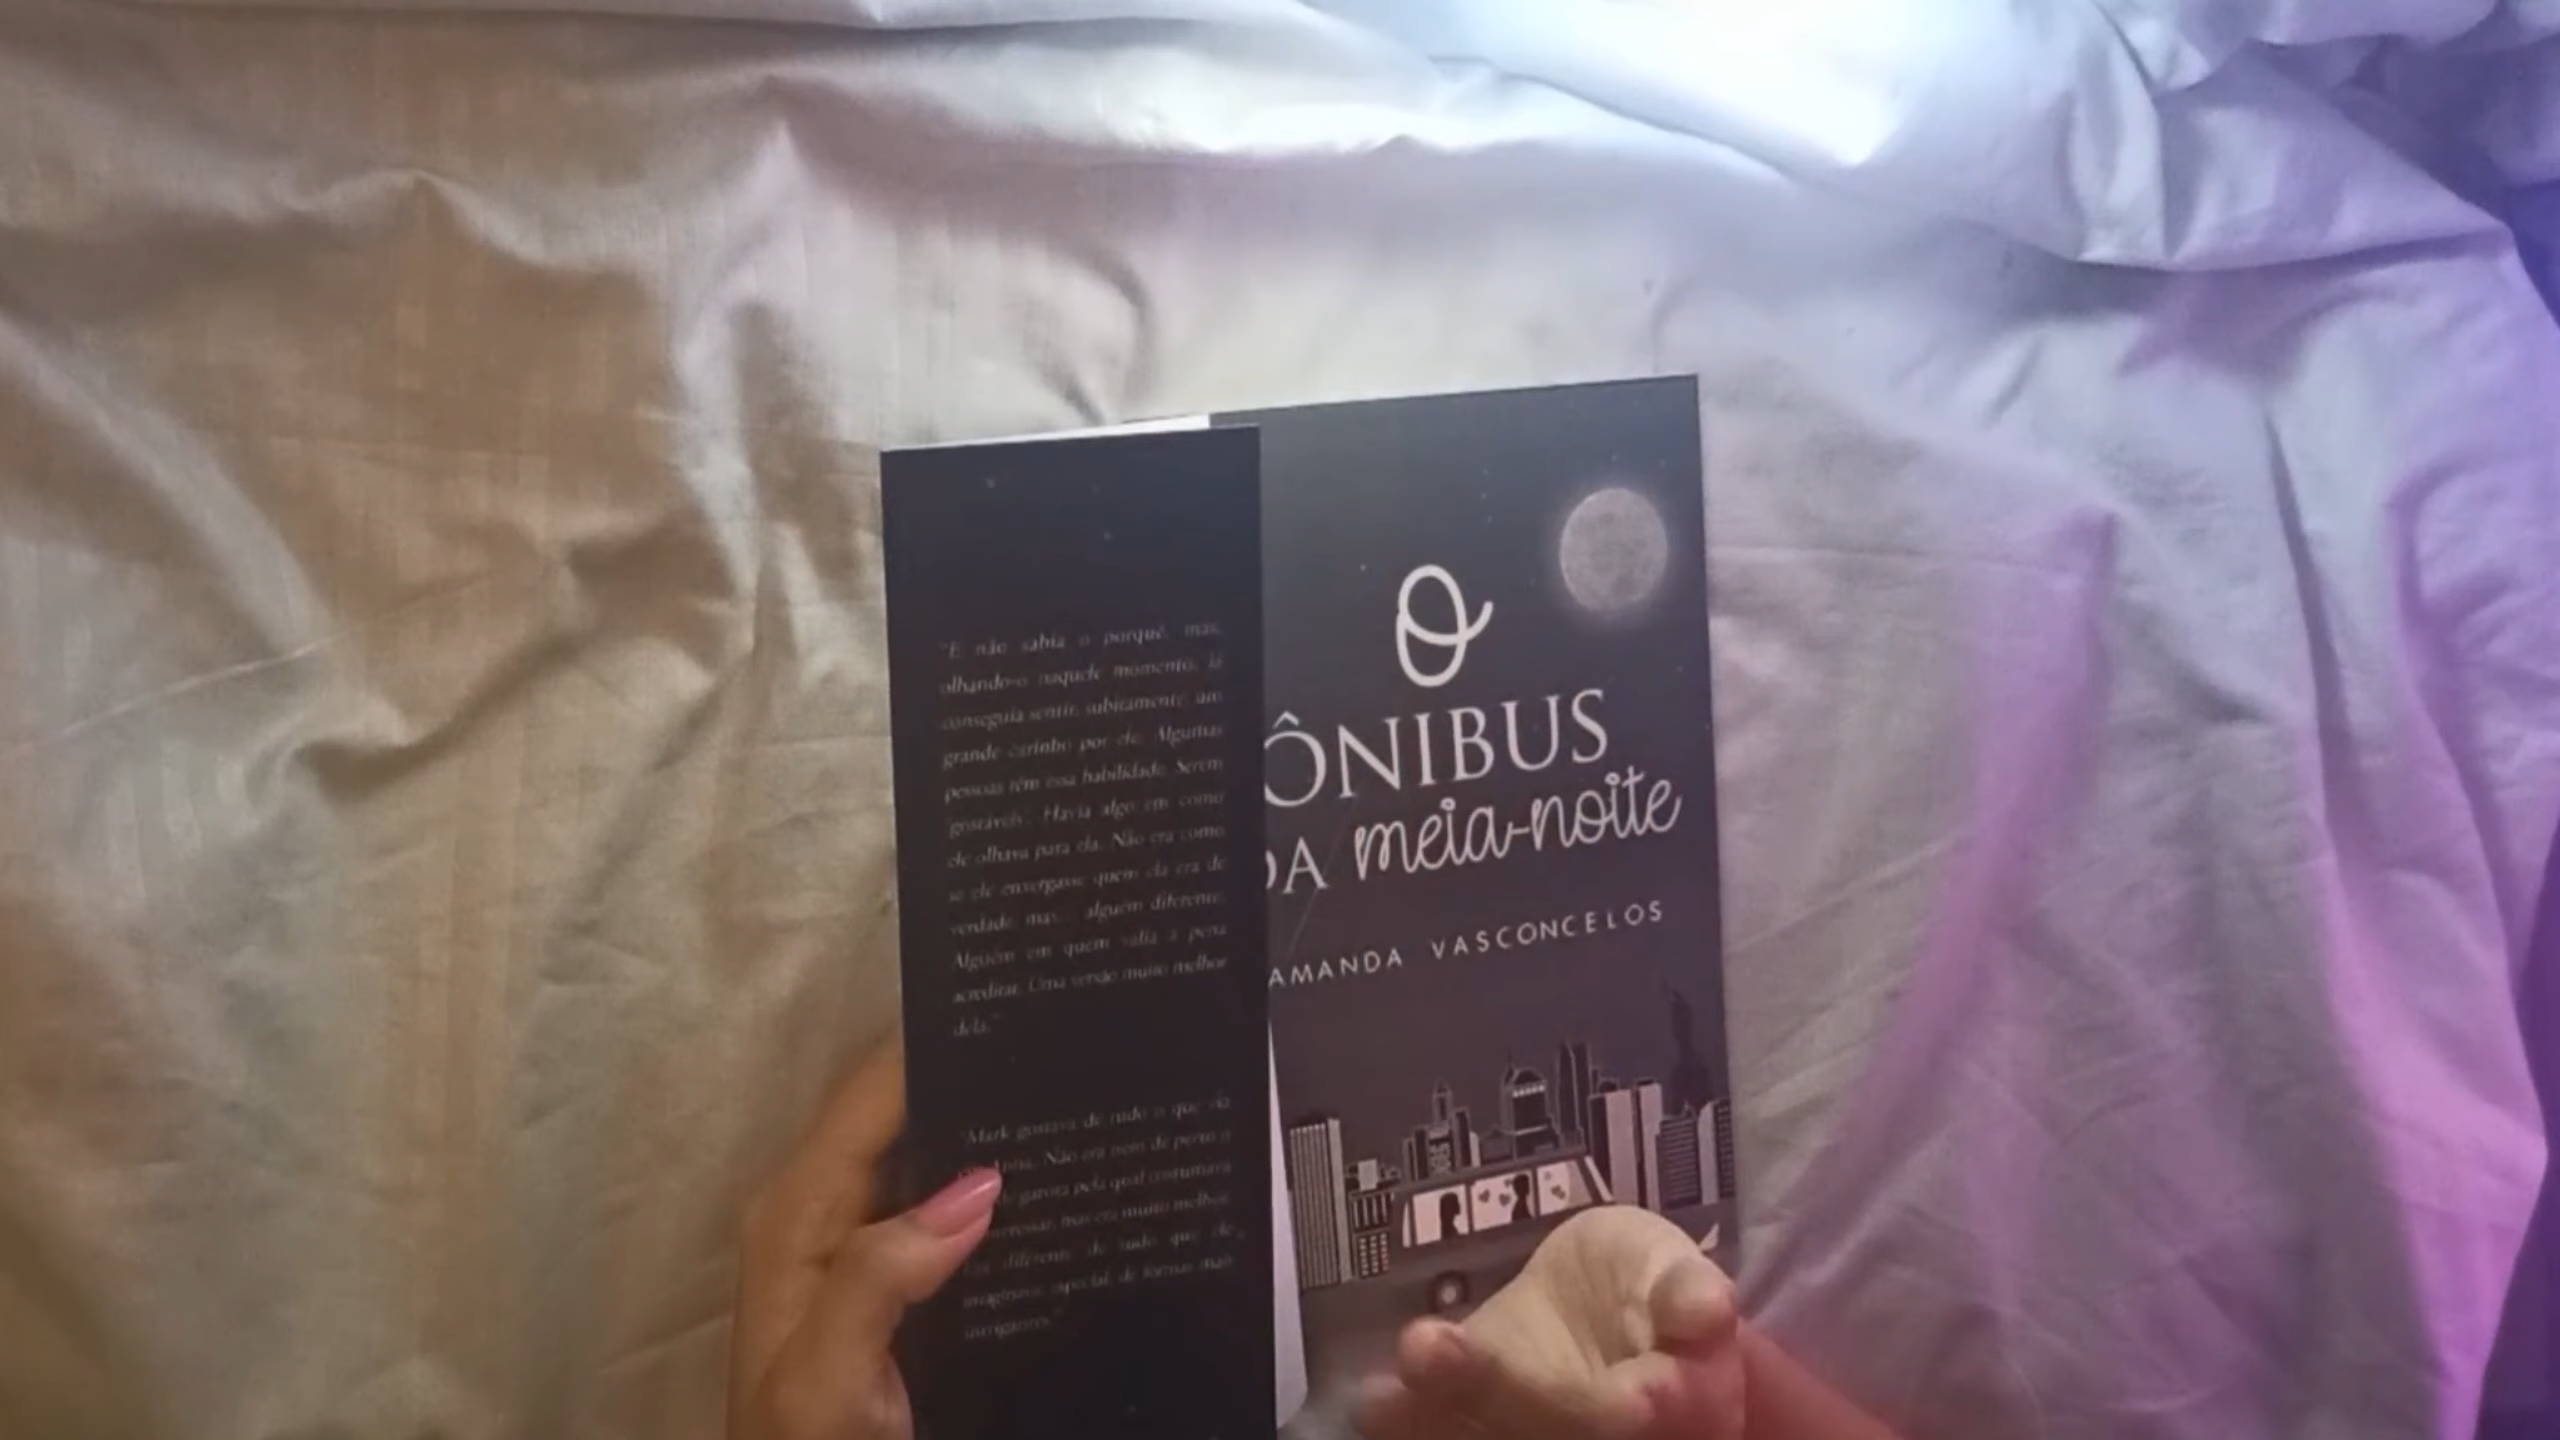 "E não sabia o porquê, mas,
olhando-o naquele momento, já
conseguia sentir, subitamente, um
grande carinho por ele. Algumas
pessoas têm essa habilidade. Serem
'gostáveis'. Havia algo em como
ele olhava para ela. Não era como
se ele enxergasse quem ela era de
verdade, mas... alguém diferente.
Alguém em quem valia a pena
acreditar. Uma versão muito melhor
dela."
"Mark gostava de tudo o que via
Anna. Não era nem de perto o
de garota pela qual costumava
mas era muito melhor.
diferente de tudo que ele
imaginava, especial, de formas mais
intrigantes."
O
ÔNIBUS
DA meia-noite
AMANDA VASCONCELOS